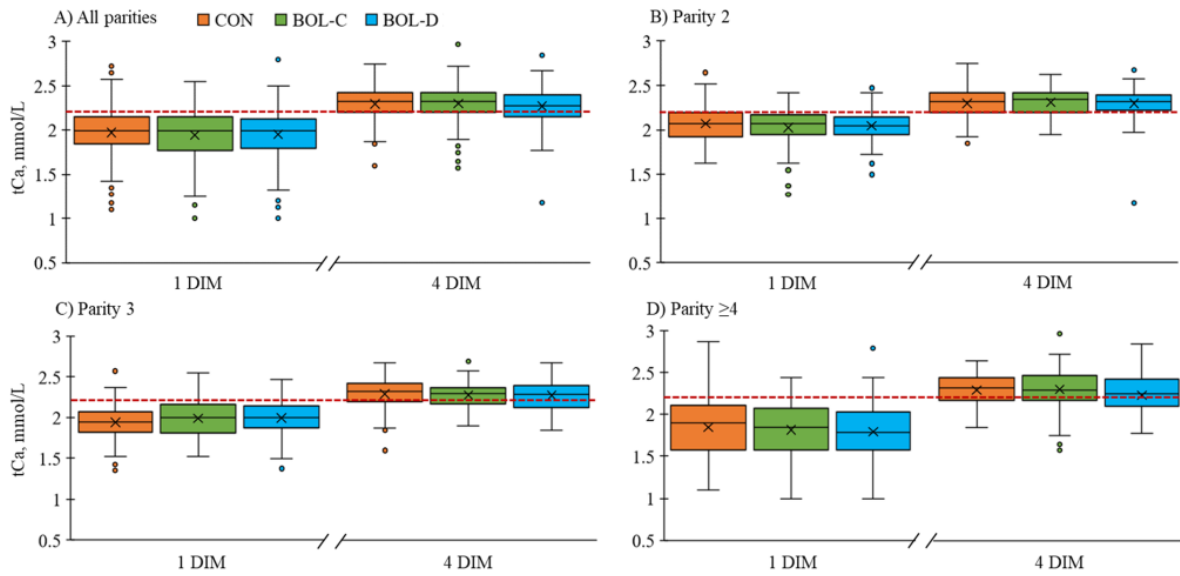 A) All parities
CON BOL-C BOL-D
tCa, mmol/L
3
2.5
2
1.5
1
0.5
1 DIM
4 DIM
B) Parity 2
3
2.5
2
1.5
1
0.5
1 DIM
4 DIM
C) Parity 3
tCa, mmol/L
3
2.5
2
1.5
1
0.5
1 DIM
4 DIM
D) Parity ≥4
3
2.5
2
1.5
1
0.5
1 DIM
4 DIM